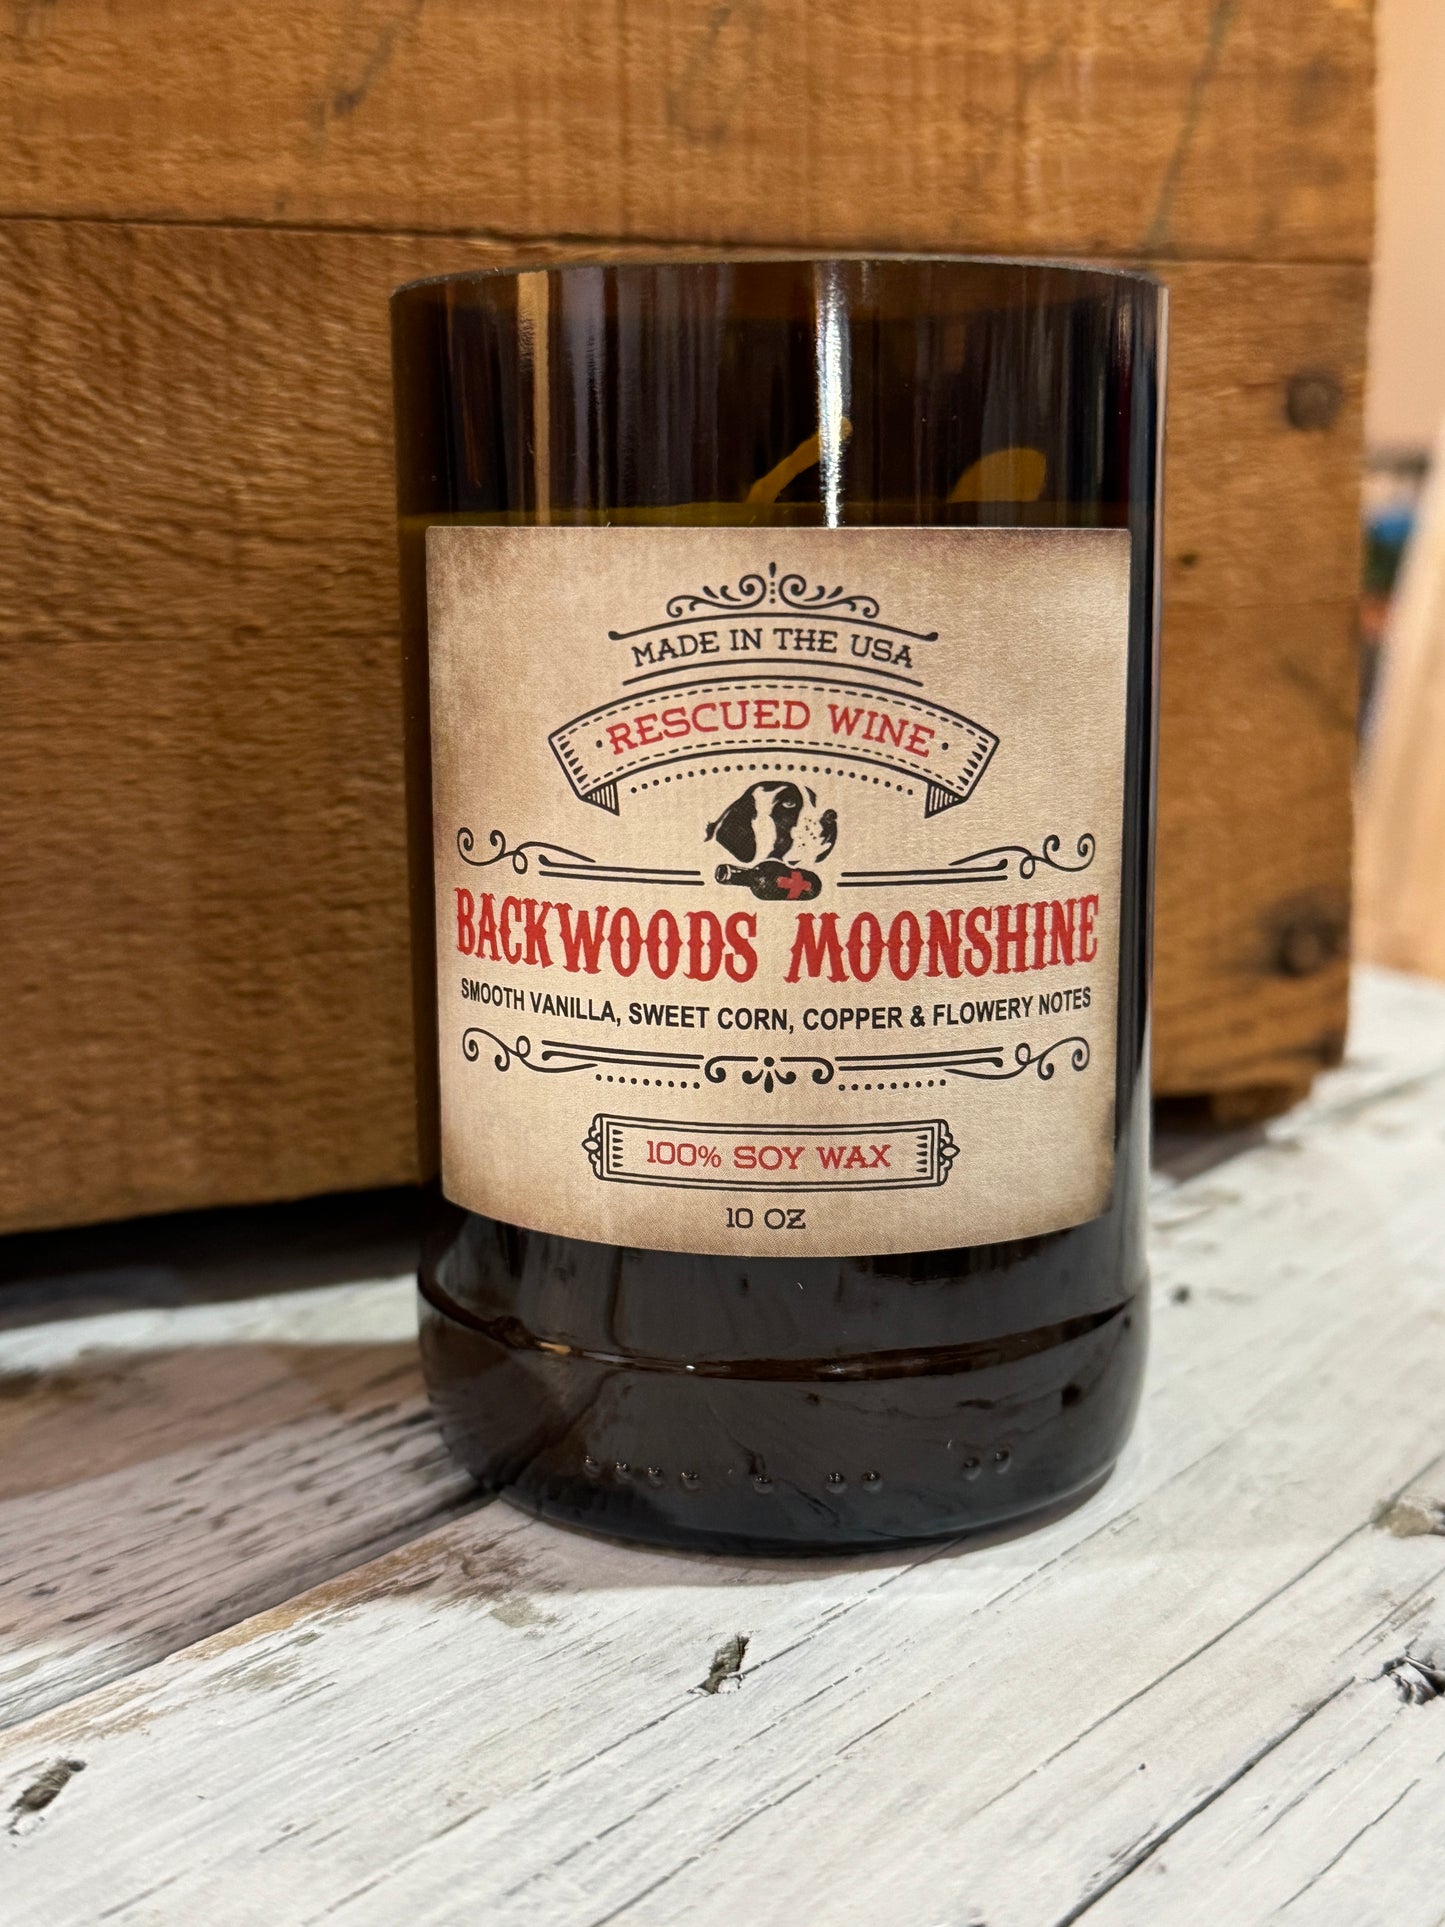 MADE IN THE USA
RESCUED WINE
BACKWOODS MOONSHINE
SMOOTH VANILLA, SWEET CORN, COPPER & FLOWERY NOTES
100% SOY WAX
10 OZ